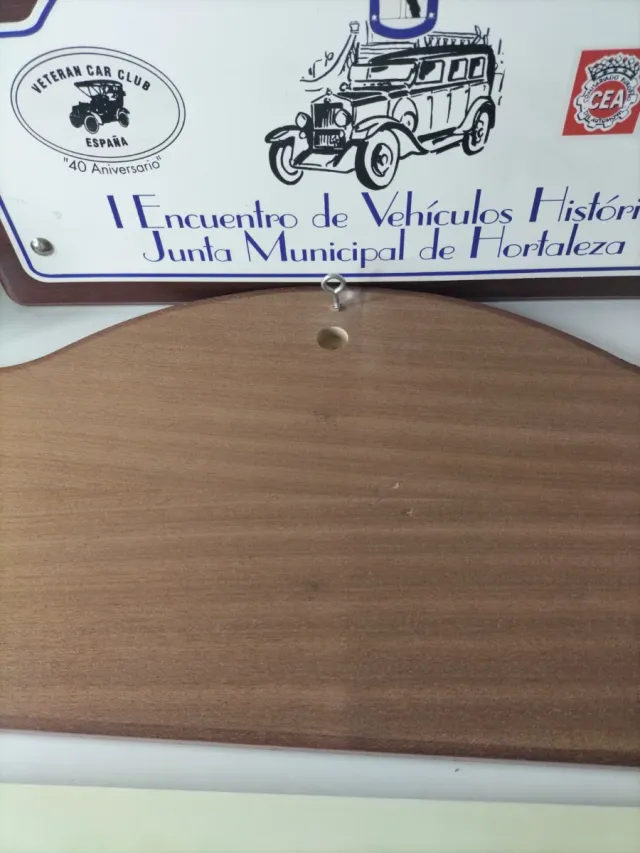 VETERAN CAR CLUB
ESPAÑA
"40 Aniversario"
CEA
I Encuentro de Vehículos Históri
Junta Municipal de Hortaleza